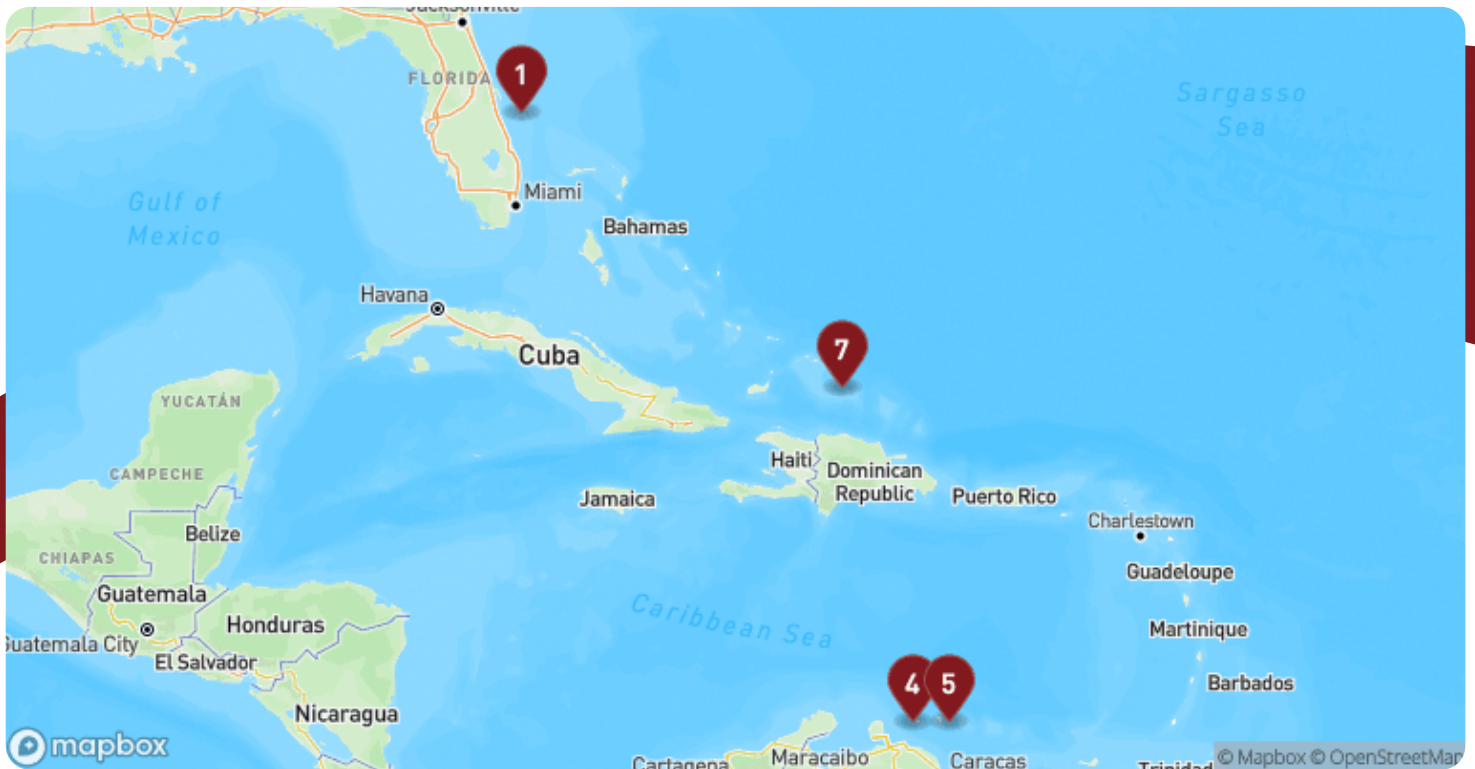 Jacksonville
FLORIDA
1
Sargasso
Sea
Miami
Gulf of
Mexico
Bahamas
Havana
Cuba
7
YUCATÁN
CAMPECHE
Haiti
Dominican
Republic
Jamaica
Puerto Rico
Charlestown
Belize
CHIAPAS
Guadeloupe
Guatemala
Caribbean Sea
Honduras
Martinique
Guatemala City
El Salvador
4
5
Barbados
Nicaragua
mapbox
Maracaibo
Caracas
Cartagena
Trinidad
© Mapbox © OpenStreetMap